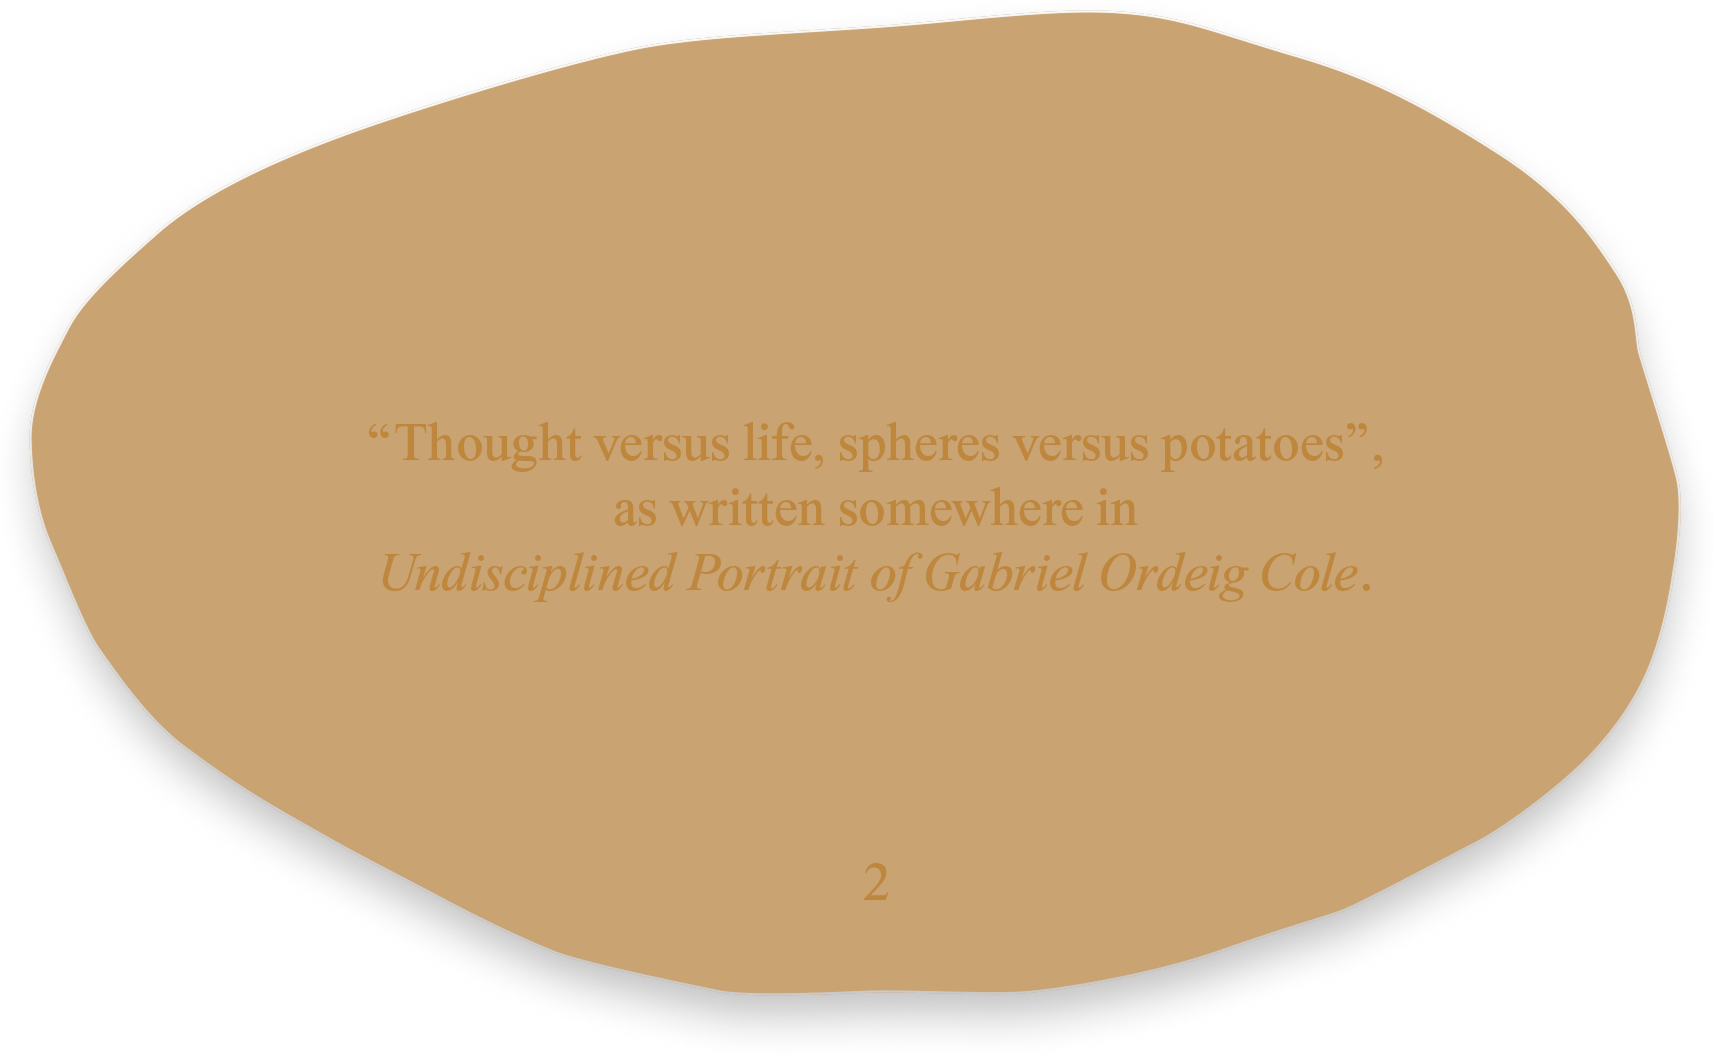 “Thought versus life, spheres versus potatoes”,
as written somewhere in
Undisciplined Portrait of Gabriel Ordeig Cole.
2